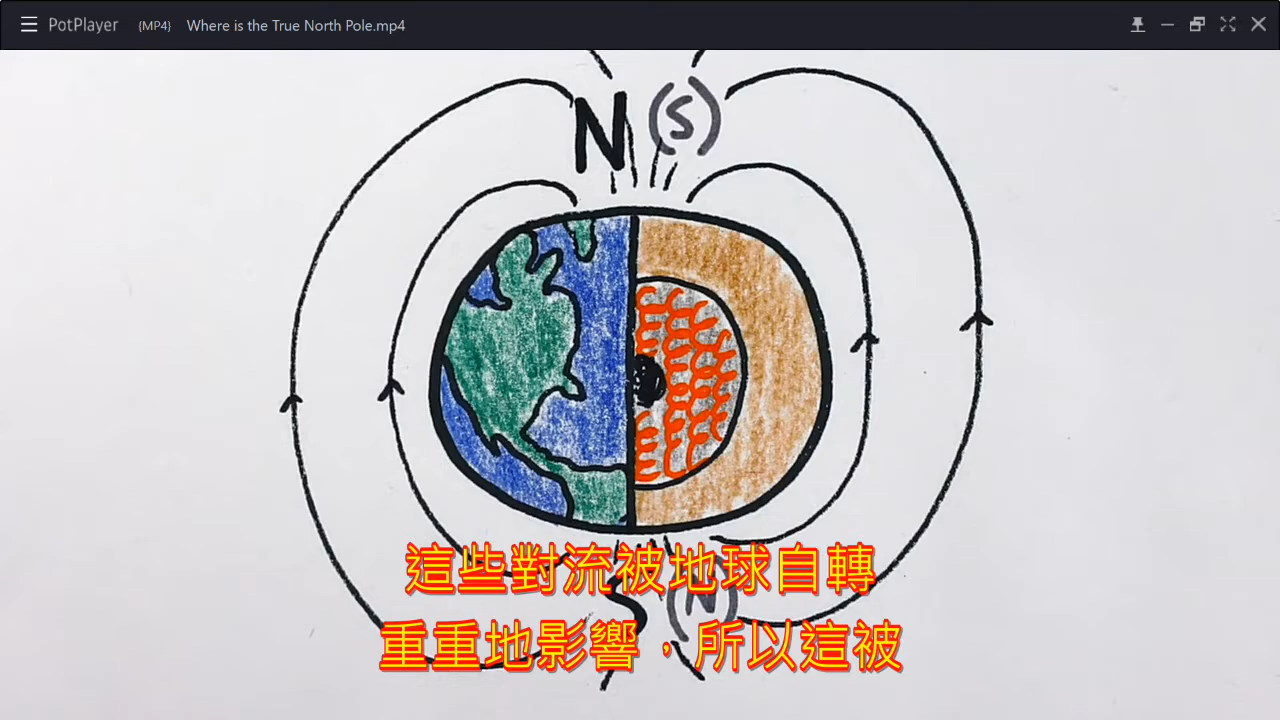 PotPlayer {MP4} Where is the True North Pole.mp4
N (S)
S (N)
這些對流被地球自轉
重重地影響，所以這被